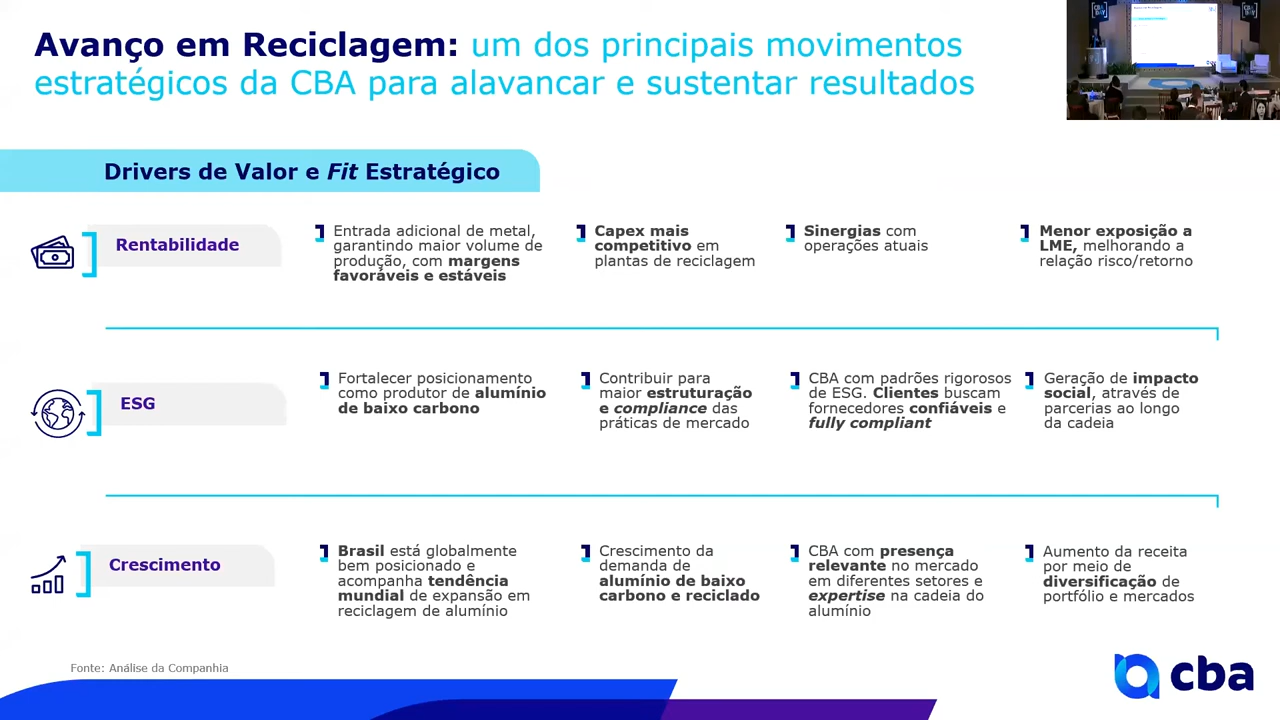 Avanço em Reciclagem: um dos principais movimentos
estratégicos da CBA para alavancar e sustentar resultados
Drivers de Valor e Fit Estratégico
Rentabilidade
Entrada adicional de metal,
garantindo maior volume de
produção, com margens
favoráveis e estáveis
Capex mais
competitivo em
plantas de reciclagem
Sinergias com
operações atuais
Menor exposição a
LME, melhorando a
relação risco/retorno
ESG
Fortalecer posicionamento
como produtor de alumínio
de baixo carbono
Contribuir para
maior estruturação
e compliance das
práticas de mercado
CBA com padrões rigorosos
de ESG. Clientes buscam
fornecedores confiáveis e
fully compliant
Geração de impacto
social, através de
parcerias ao longo
da cadeia
Crescimento
Brasil está globalmente
bem posicionado e
acompanha tendência
mundial de expansão em
reciclagem de alumínio
Crescimento da
demanda de
alumínio de baixo
carbono e reciclado
CBA com presença
relevante no mercado
em diferentes setores e
expertise na cadeia do
alumínio
Aumento da receita
por meio de
diversificação de
portfólio e mercados
Fonte: Análise da Companhia
cba